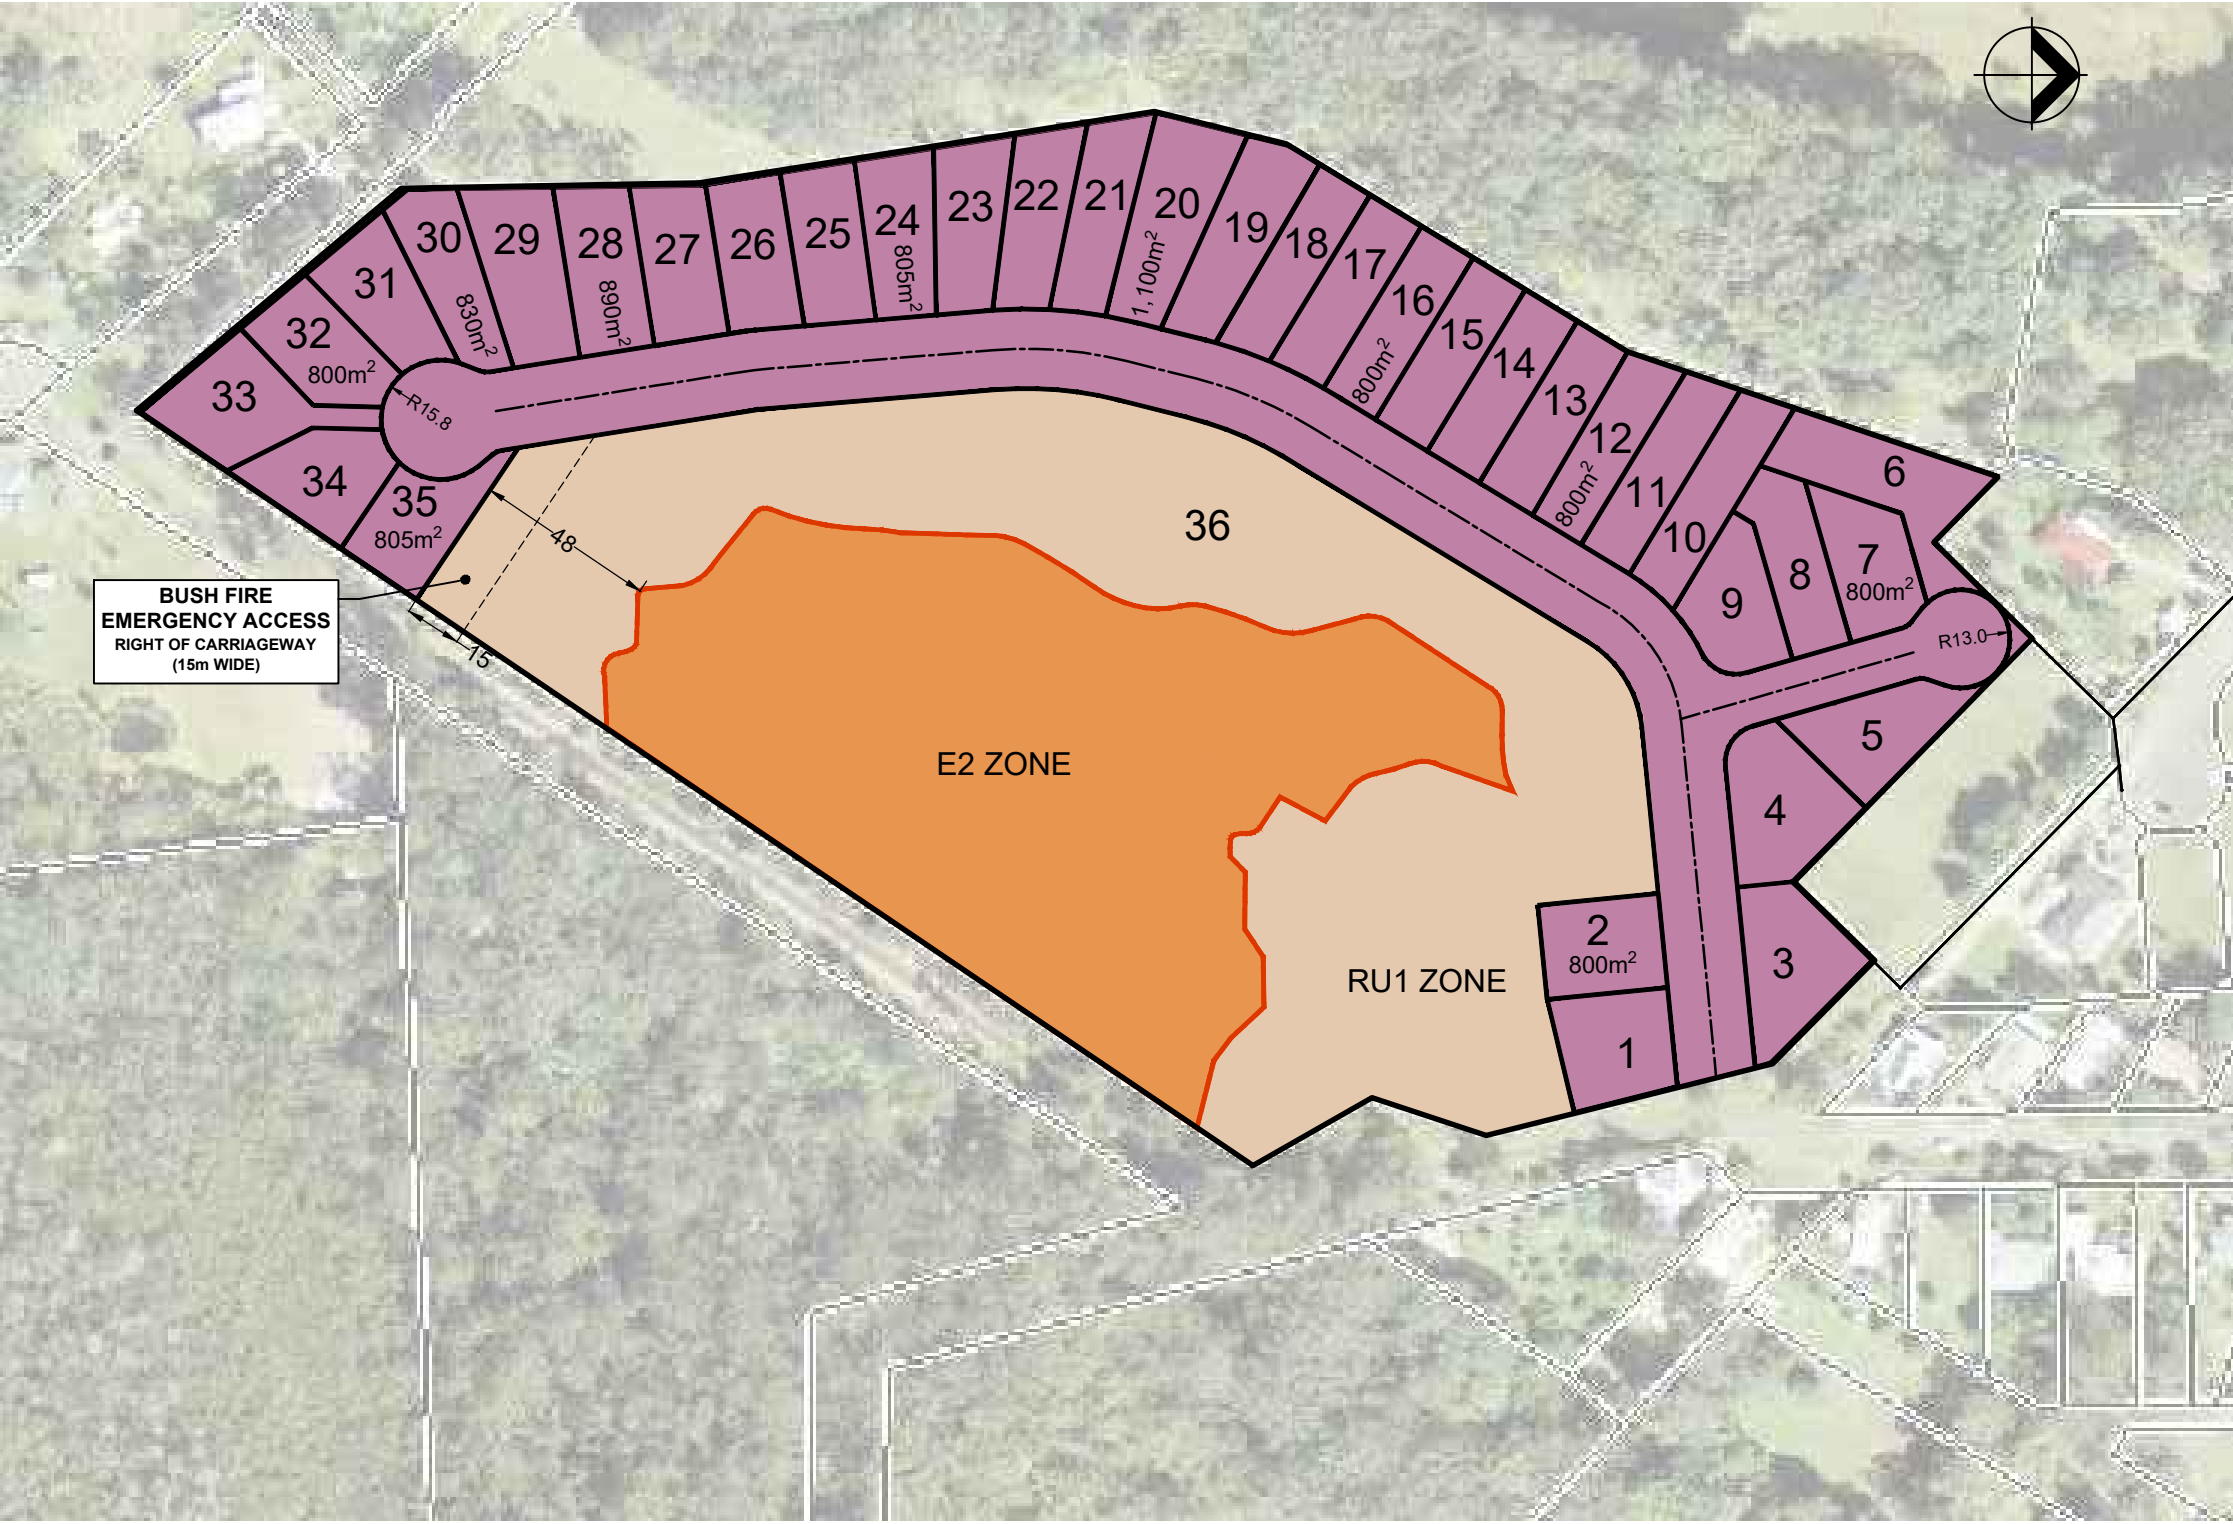 20
1,100m²
21
22
23
24
805m²
25
26
27
28
890m²
29
30
830m²
31
32
800m²
33
34
35
805m²
R15.8
19
18
17
16
800m²
15
14
13
12
800m²
11
10
9
8
7
800m²
6
R13.0
5
4
3
2
800m²
1
36
48
15
BUSH FIRE
EMERGENCY ACCESS
RIGHT OF CARRIAGEWAY
(15m WIDE)
E2 ZONE
RU1 ZONE